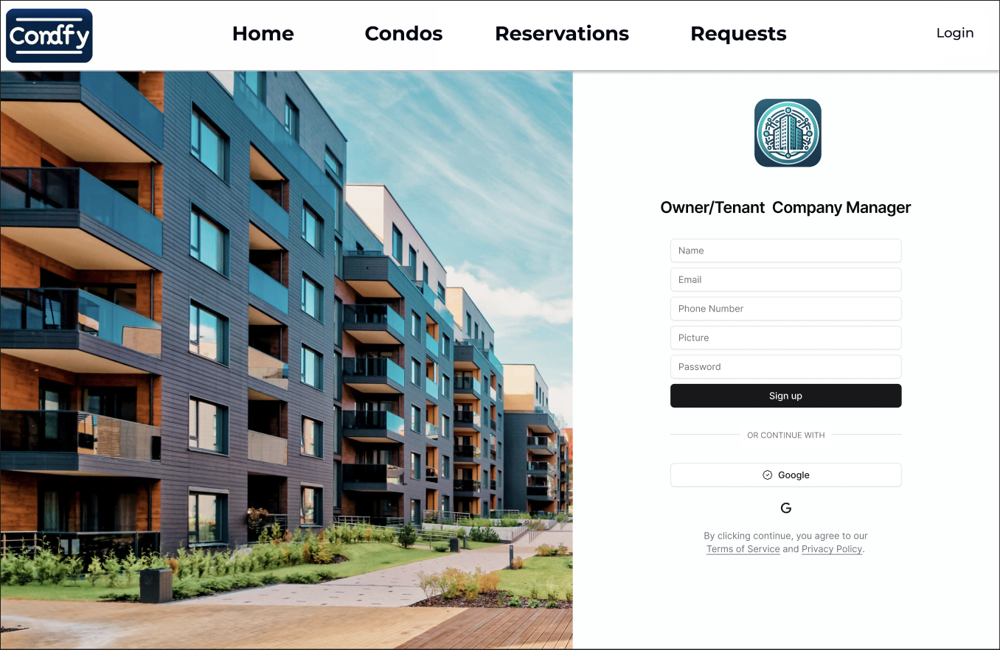 Condfy
Home Condos Reservations Requests Login
Owner/Tenant Company Manager
Name
Email
Phone Number
Picture
Password
Sign up
OR CONTINUE WITH
Google
G
By clicking continue, you agree to our
Terms of Service and Privacy Policy.